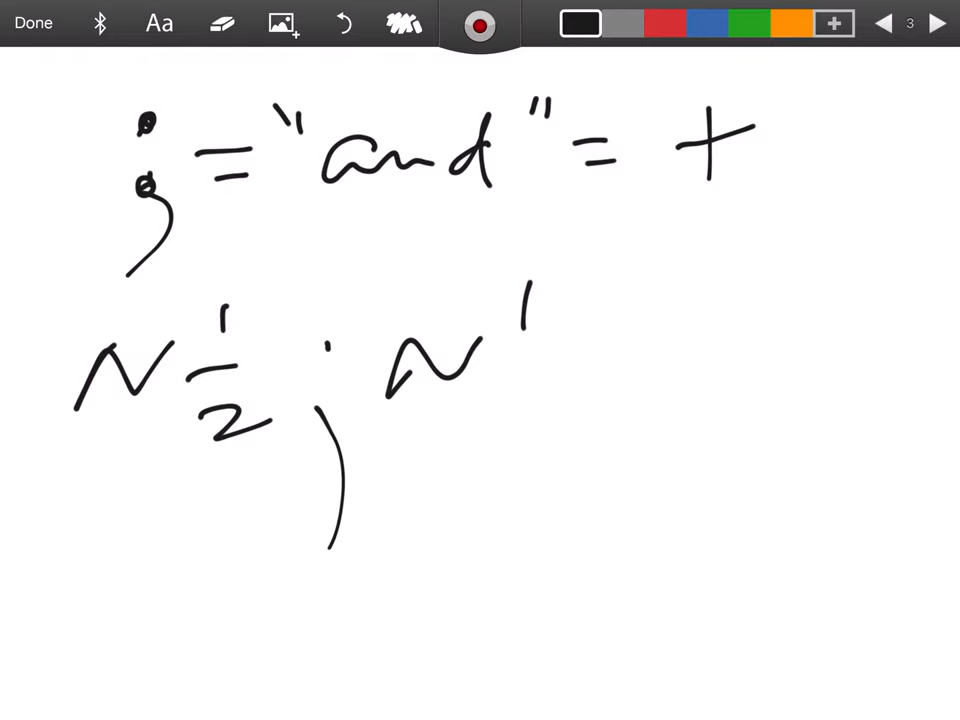 Done Aa 3
; = "and" = +
N 1/2 ; N 1